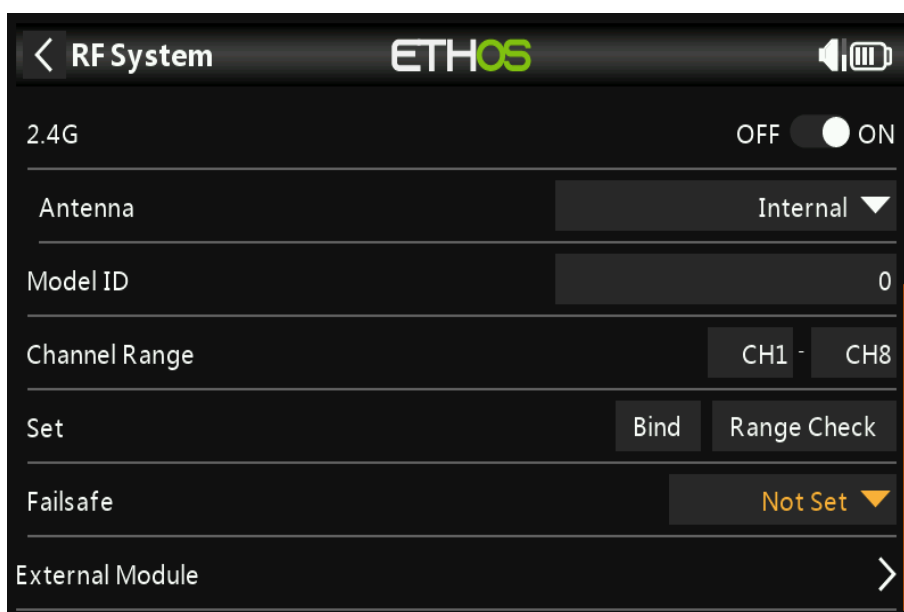 RF System ETHOS
2.4G OFF ON
Antenna Internal
Model ID 0
Channel Range CH1 - CH8
Set Bind Range Check
Failsafe Not Set
External Module